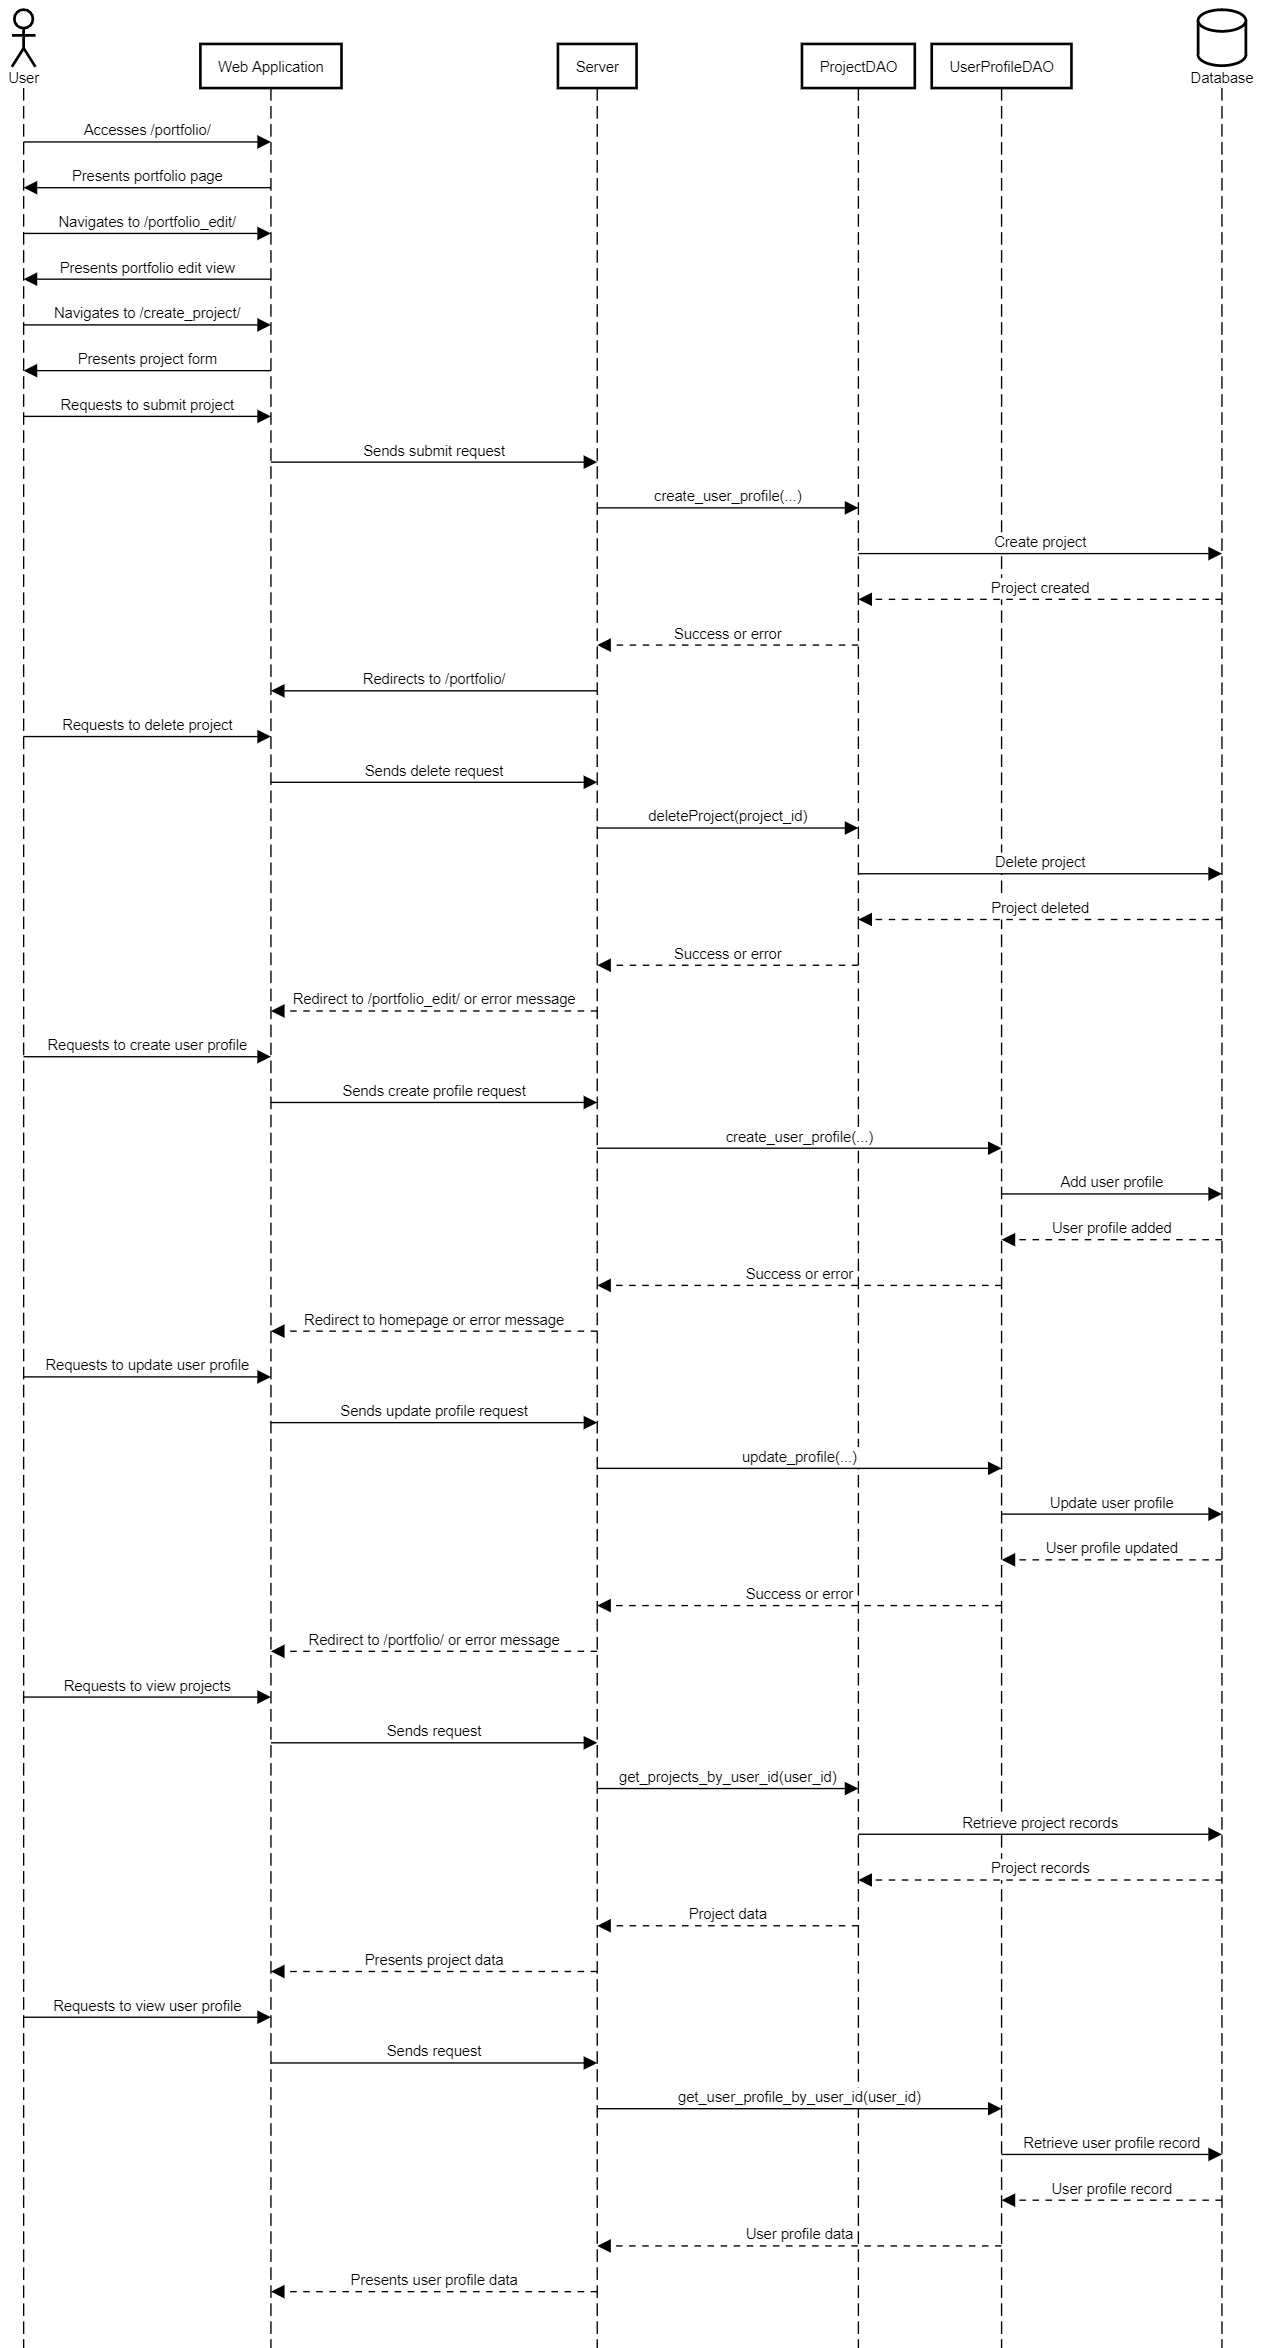 User
Web Application
Server
ProjectDAO
UserProfileDAO
Database
Accesses /portfolio/
Presents portfolio page
Navigates to /portfolio_edit/
Presents portfolio edit view
Navigates to /create_project/
Presents project form
Requests to submit project
Sends submit request
create_user_profile(...)
Create project
Project created
Success or error
Redirects to /portfolio/
Requests to delete project
Sends delete request
deleteProject(project_id)
Delete project
Project deleted
Success or error
Redirect to /portfolio_edit/ or error message
Requests to create user profile
Sends create profile request
create_user_profile(...)
Add user profile
User profile added
Success or error
Redirect to homepage or error message
Requests to update user profile
Sends update profile request
update_profile(...)
Update user profile
User profile updated
Success or error
Redirect to /portfolio/ or error message
Requests to view projects
Sends request
get_projects_by_user_id(user_id)
Retrieve project records
Project records
Project data
Presents project data
Requests to view user profile
Sends request
get_user_profile_by_user_id(user_id)
Retrieve user profile record
User profile record
User profile data
Presents user profile data